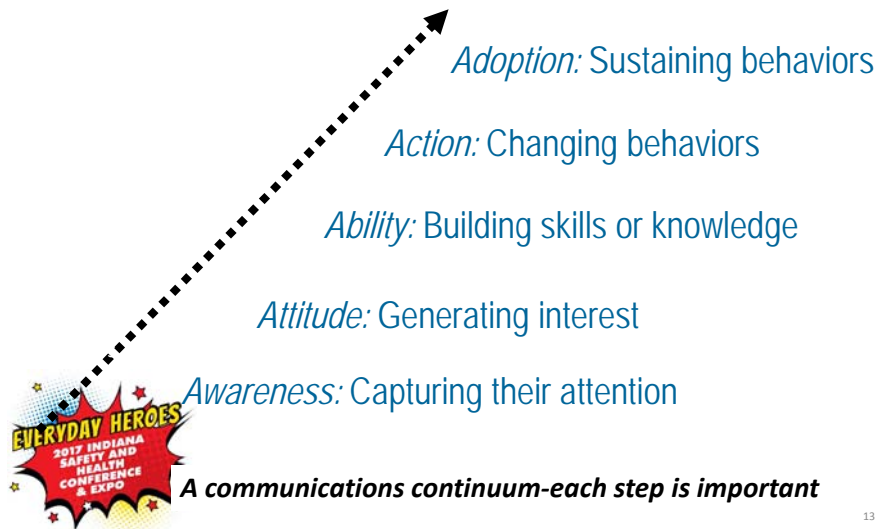 Adoption: Sustaining behaviors
Action: Changing behaviors
Ability: Building skills or knowledge
Attitude: Generating interest
Awareness: Capturing their attention
EVERYDAY HEROES
2017 INDIANA
SAFETY AND
HEALTH
CONFERENCE
& EXPO
A communications continuum-each step is important
13